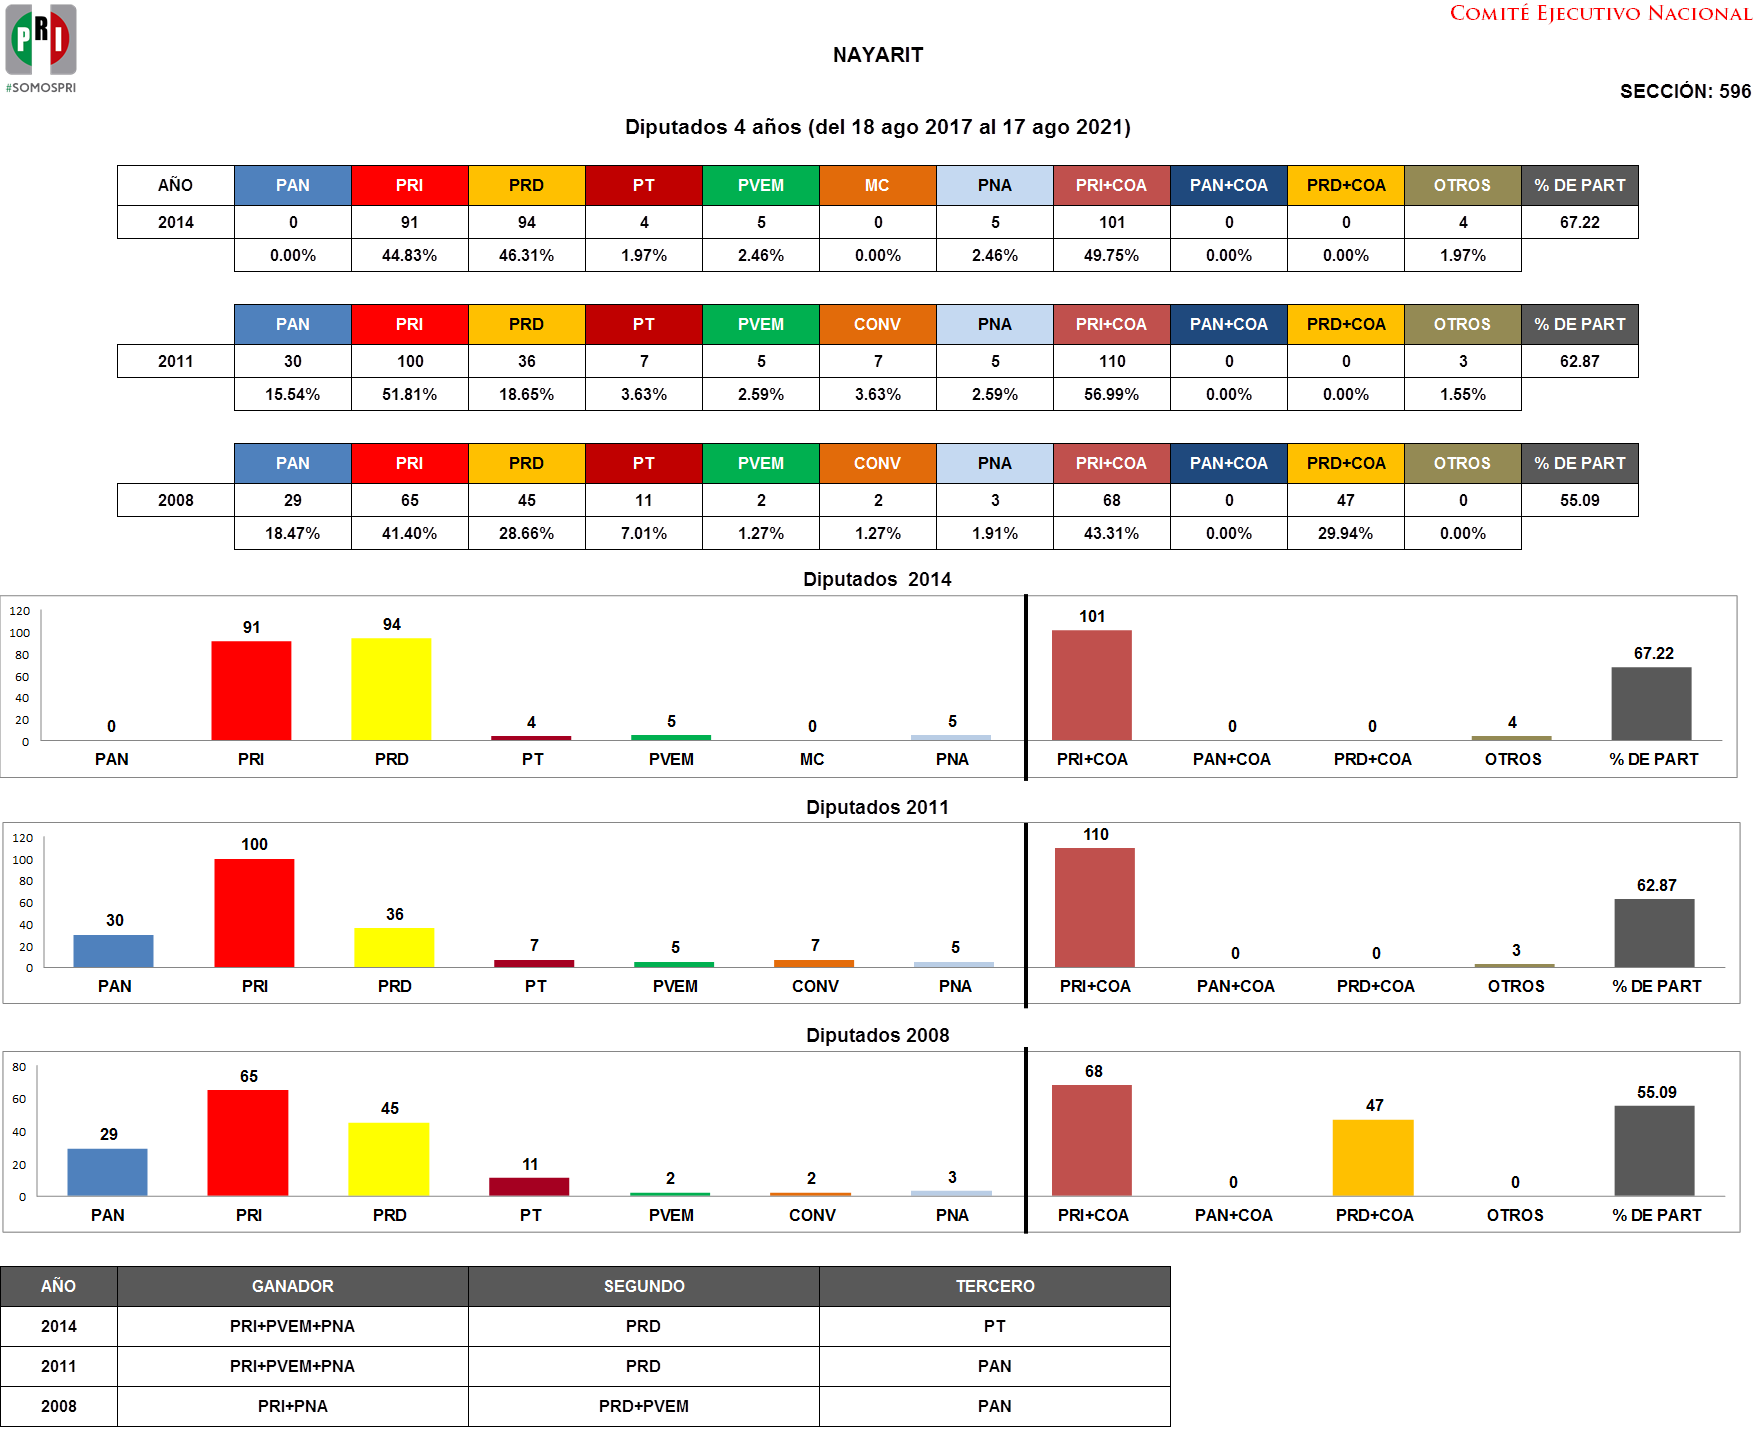 PRI
#SOMOSPRI
COMITÉ EJECUTIVO NACIONAL
NAYARIT
SECCIÓN: 596
Diputados 4 años (del 18 ago 2017 al 17 ago 2021)
AÑO PAN PRI PRD PT PVEM MC PNA PRI+COA PAN+COA PRD+COA OTROS % DE PART
2014 0 91 94 4 5 0 5 101 0 0 4 67.22
0.00% 44.83% 46.31% 1.97% 2.46% 0.00% 2.46% 49.75% 0.00% 0.00% 1.97%
PAN PRI PRD PT PVEM CONV PNA PRI+COA PAN+COA PRD+COA OTROS % DE PART
2011 30 100 36 7 5 7 5 110 0 0 3 62.87
15.54% 51.81% 18.65% 3.63% 2.59% 3.63% 2.59% 56.99% 0.00% 0.00% 1.55%
PAN PRI PRD PT PVEM CONV PNA PRI+COA PAN+COA PRD+COA OTROS % DE PART
2008 29 65 45 11 2 2 3 68 0 47 0 55.09
18.47% 41.40% 28.66% 7.01% 1.27% 1.27% 1.91% 43.31% 0.00% 29.94% 0.00%
Diputados 2014
120
100
80
60
40
20
0
0 91 94 4 5 0 5 101 0 0 4 67.22
PAN PRI PRD PT PVEM MC PNA PRI+COA PAN+COA PRD+COA OTROS % DE PART
Diputados 2011
120
100
80
60
40
20
0
30 100 36 7 5 7 5 110 0 0 3 62.87
PAN PRI PRD PT PVEM CONV PNA PRI+COA PAN+COA PRD+COA OTROS % DE PART
Diputados 2008
80
60
40
20
0
29 65 45 11 2 2 3 68 0 47 0 55.09
PAN PRI PRD PT PVEM CONV PNA PRI+COA PAN+COA PRD+COA OTROS % DE PART
AÑO GANADOR SEGUNDO TERCERO
2014 PRI+PVEM+PNA PRD PT
2011 PRI+PVEM+PNA PRD PAN
2008 PRI+PNA PRD+PVEM PAN